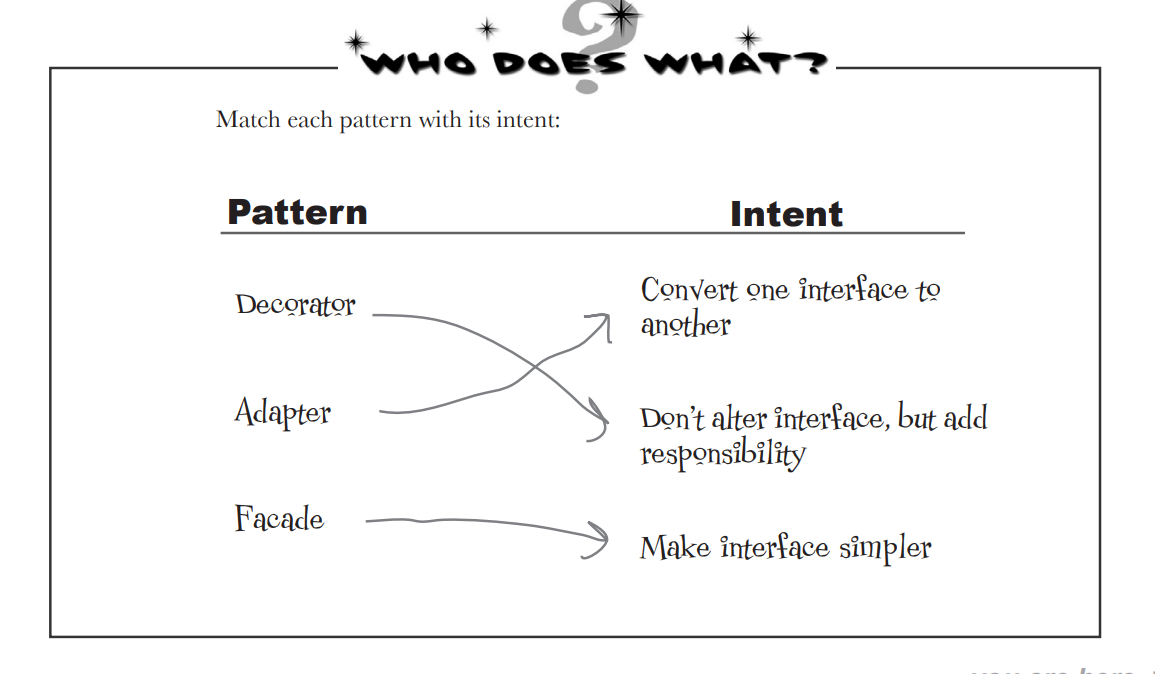 WHO DOES WHAT?
Match each pattern with its intent:
Pattern Intent
Decorator
Convert one interface to
another
Adapter
Don't alter interface, but add
responsibility
Facade
Make interface simpler